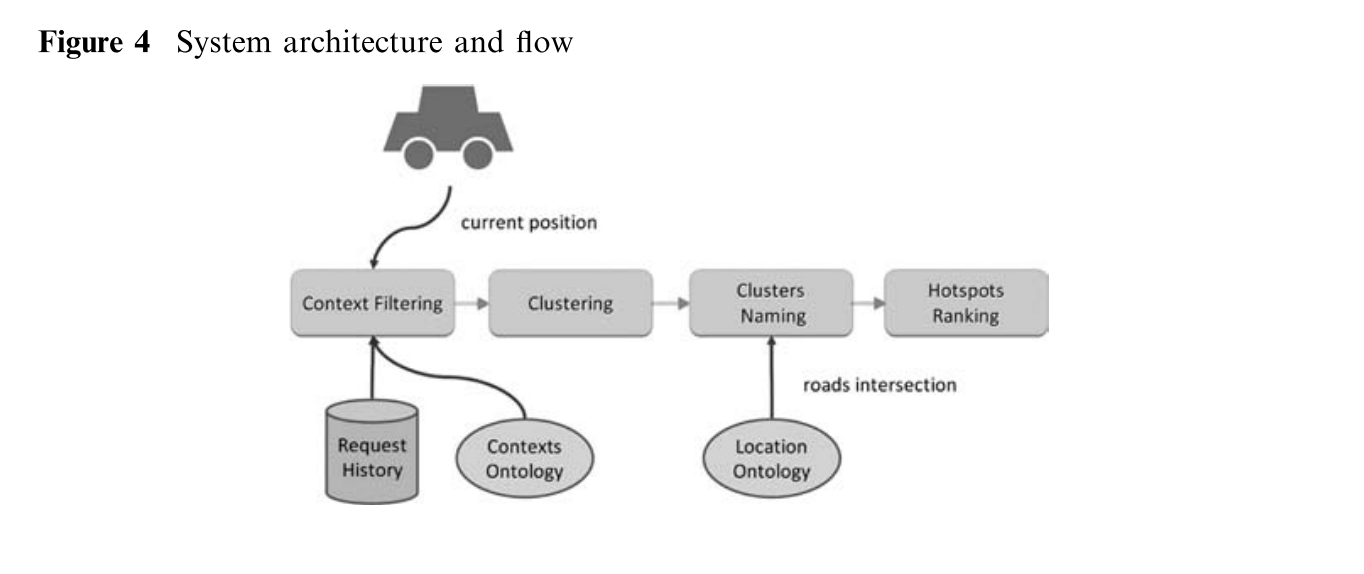 Figure 4 System architecture and flow
current position
Context Filtering
Clustering
Clusters
Naming
Hotspots
Ranking
roads intersection
Request
History
Contexts
Ontology
Location
Ontology